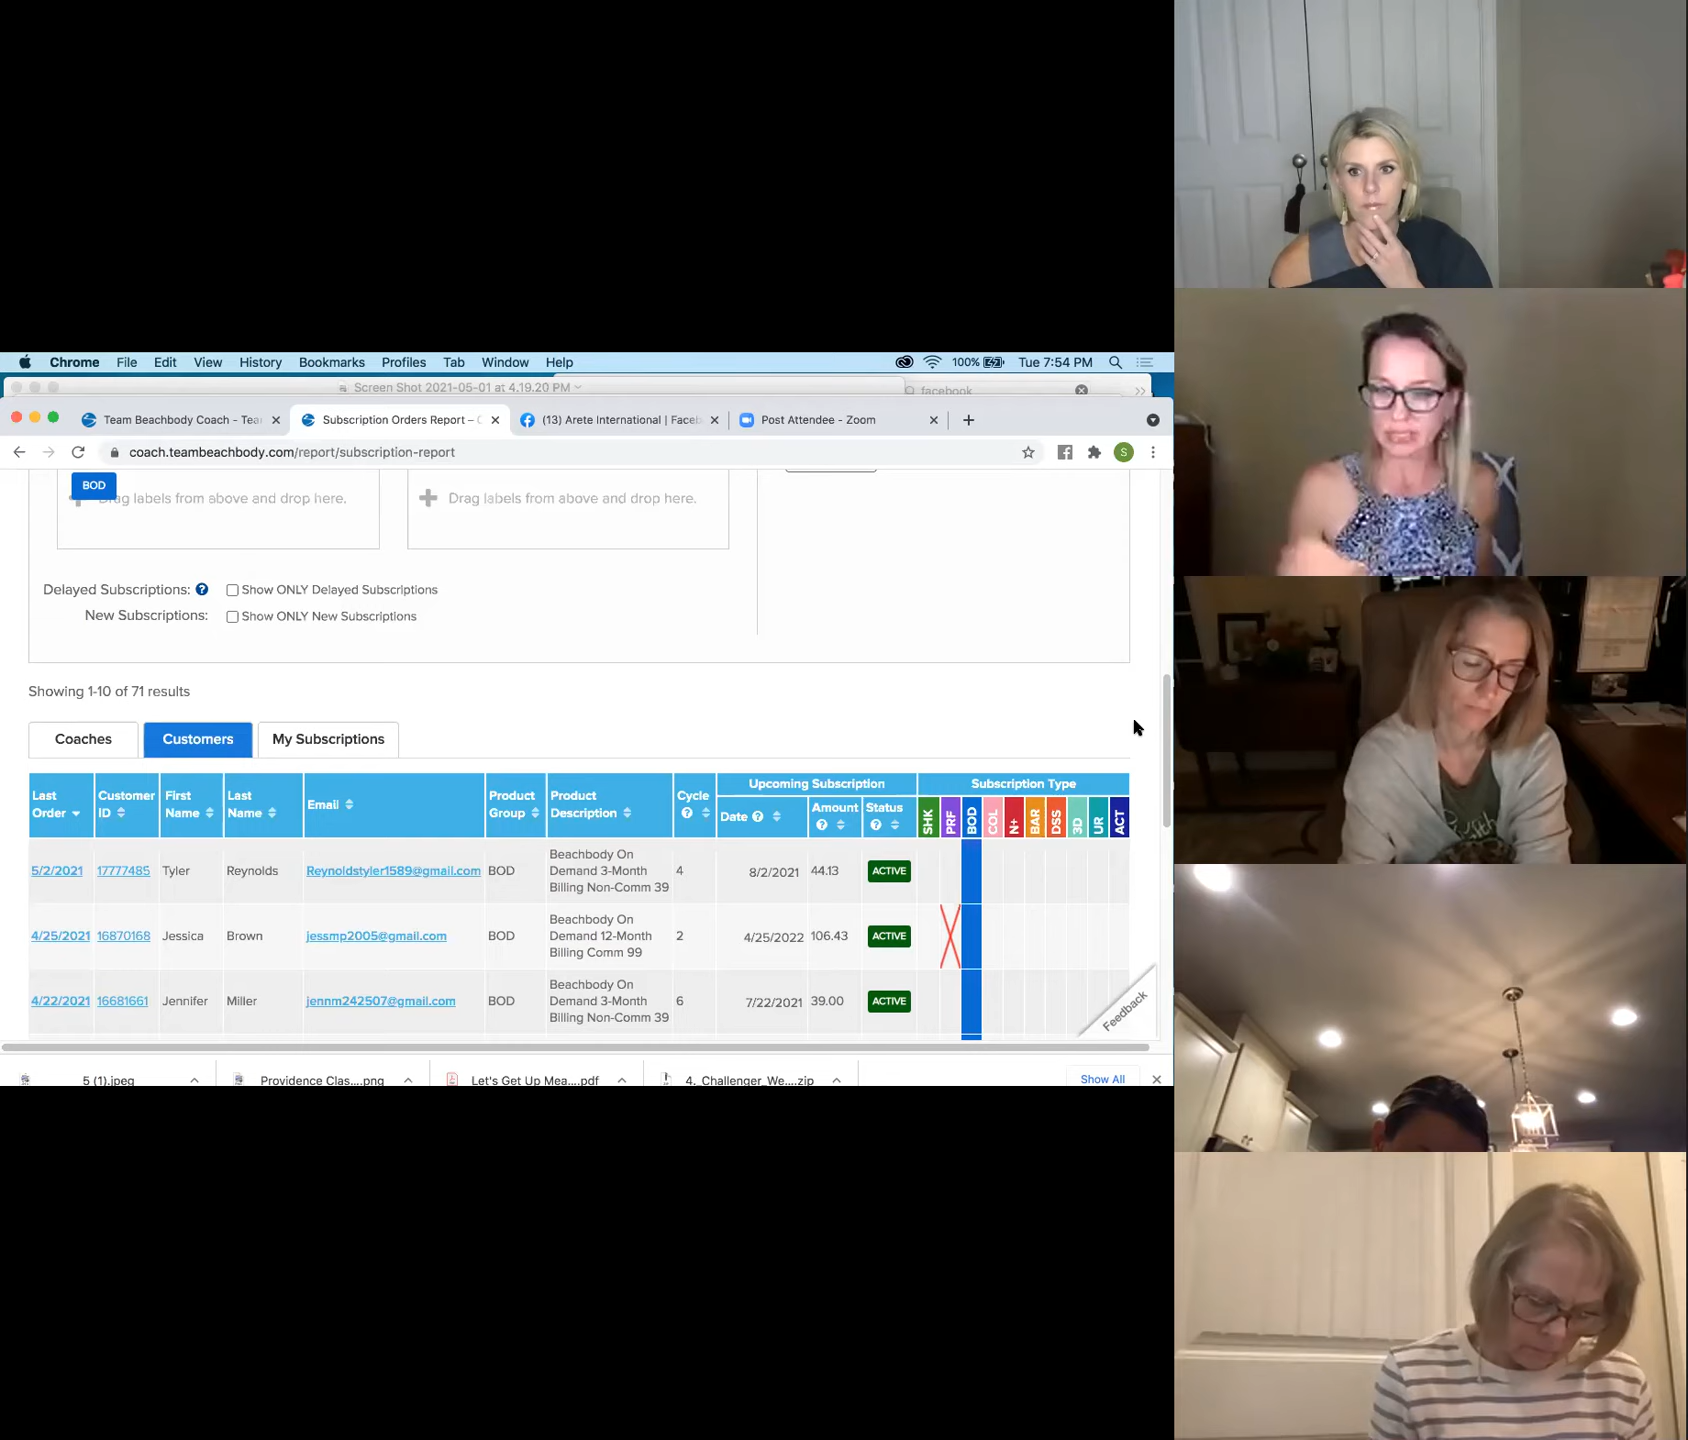 Chrome File Edit View History Bookmarks Profiles Tab Window Help 100% Tue 7:54 PM
Screen Shot 2021-05-01 at 4.19.20 PM facebook
Team Beachbody Coach - Tea Subscription Orders Report – C (13) Arete International | Faceb Post Attendee - Zoom
coach.teambeachbody.com/report/subscription-report S
BOD
Drag labels from above and drop here. Drag labels from above and drop here.
Delayed Subscriptions: ? Show ONLY Delayed Subscriptions
New Subscriptions: Show ONLY New Subscriptions
Showing 1-10 of 71 results
Coaches Customers My Subscriptions
Upcoming Subscription Subscription Type
Last Order Customer ID First Name Last Name Email Product Group Product Description Cycle ? Date ? Amount ? Status ? SHK PRF BOD COL N+ BAR DSS 3D UR ACT
5/2/2021 17777485 Tyler Reynolds Reynoldstyler1589@gmail.com BOD Beachbody On Demand 3-Month Billing Non-Comm 39 4 8/2/2021 44.13 ACTIVE
4/25/2021 16870168 Jessica Brown jessmp2005@gmail.com BOD Beachbody On Demand 12-Month Billing Comm 99 2 4/25/2022 106.43 ACTIVE
4/22/2021 16681661 Jennifer Miller jennm242507@gmail.com BOD Beachbody On Demand 3-Month Billing Non-Comm 39 6 7/22/2021 39.00 ACTIVE
Feedback
5 (1).jpeg Providence Clas....png Let's Get Up Mea....pdf 4. Challenger_We....zip Show All